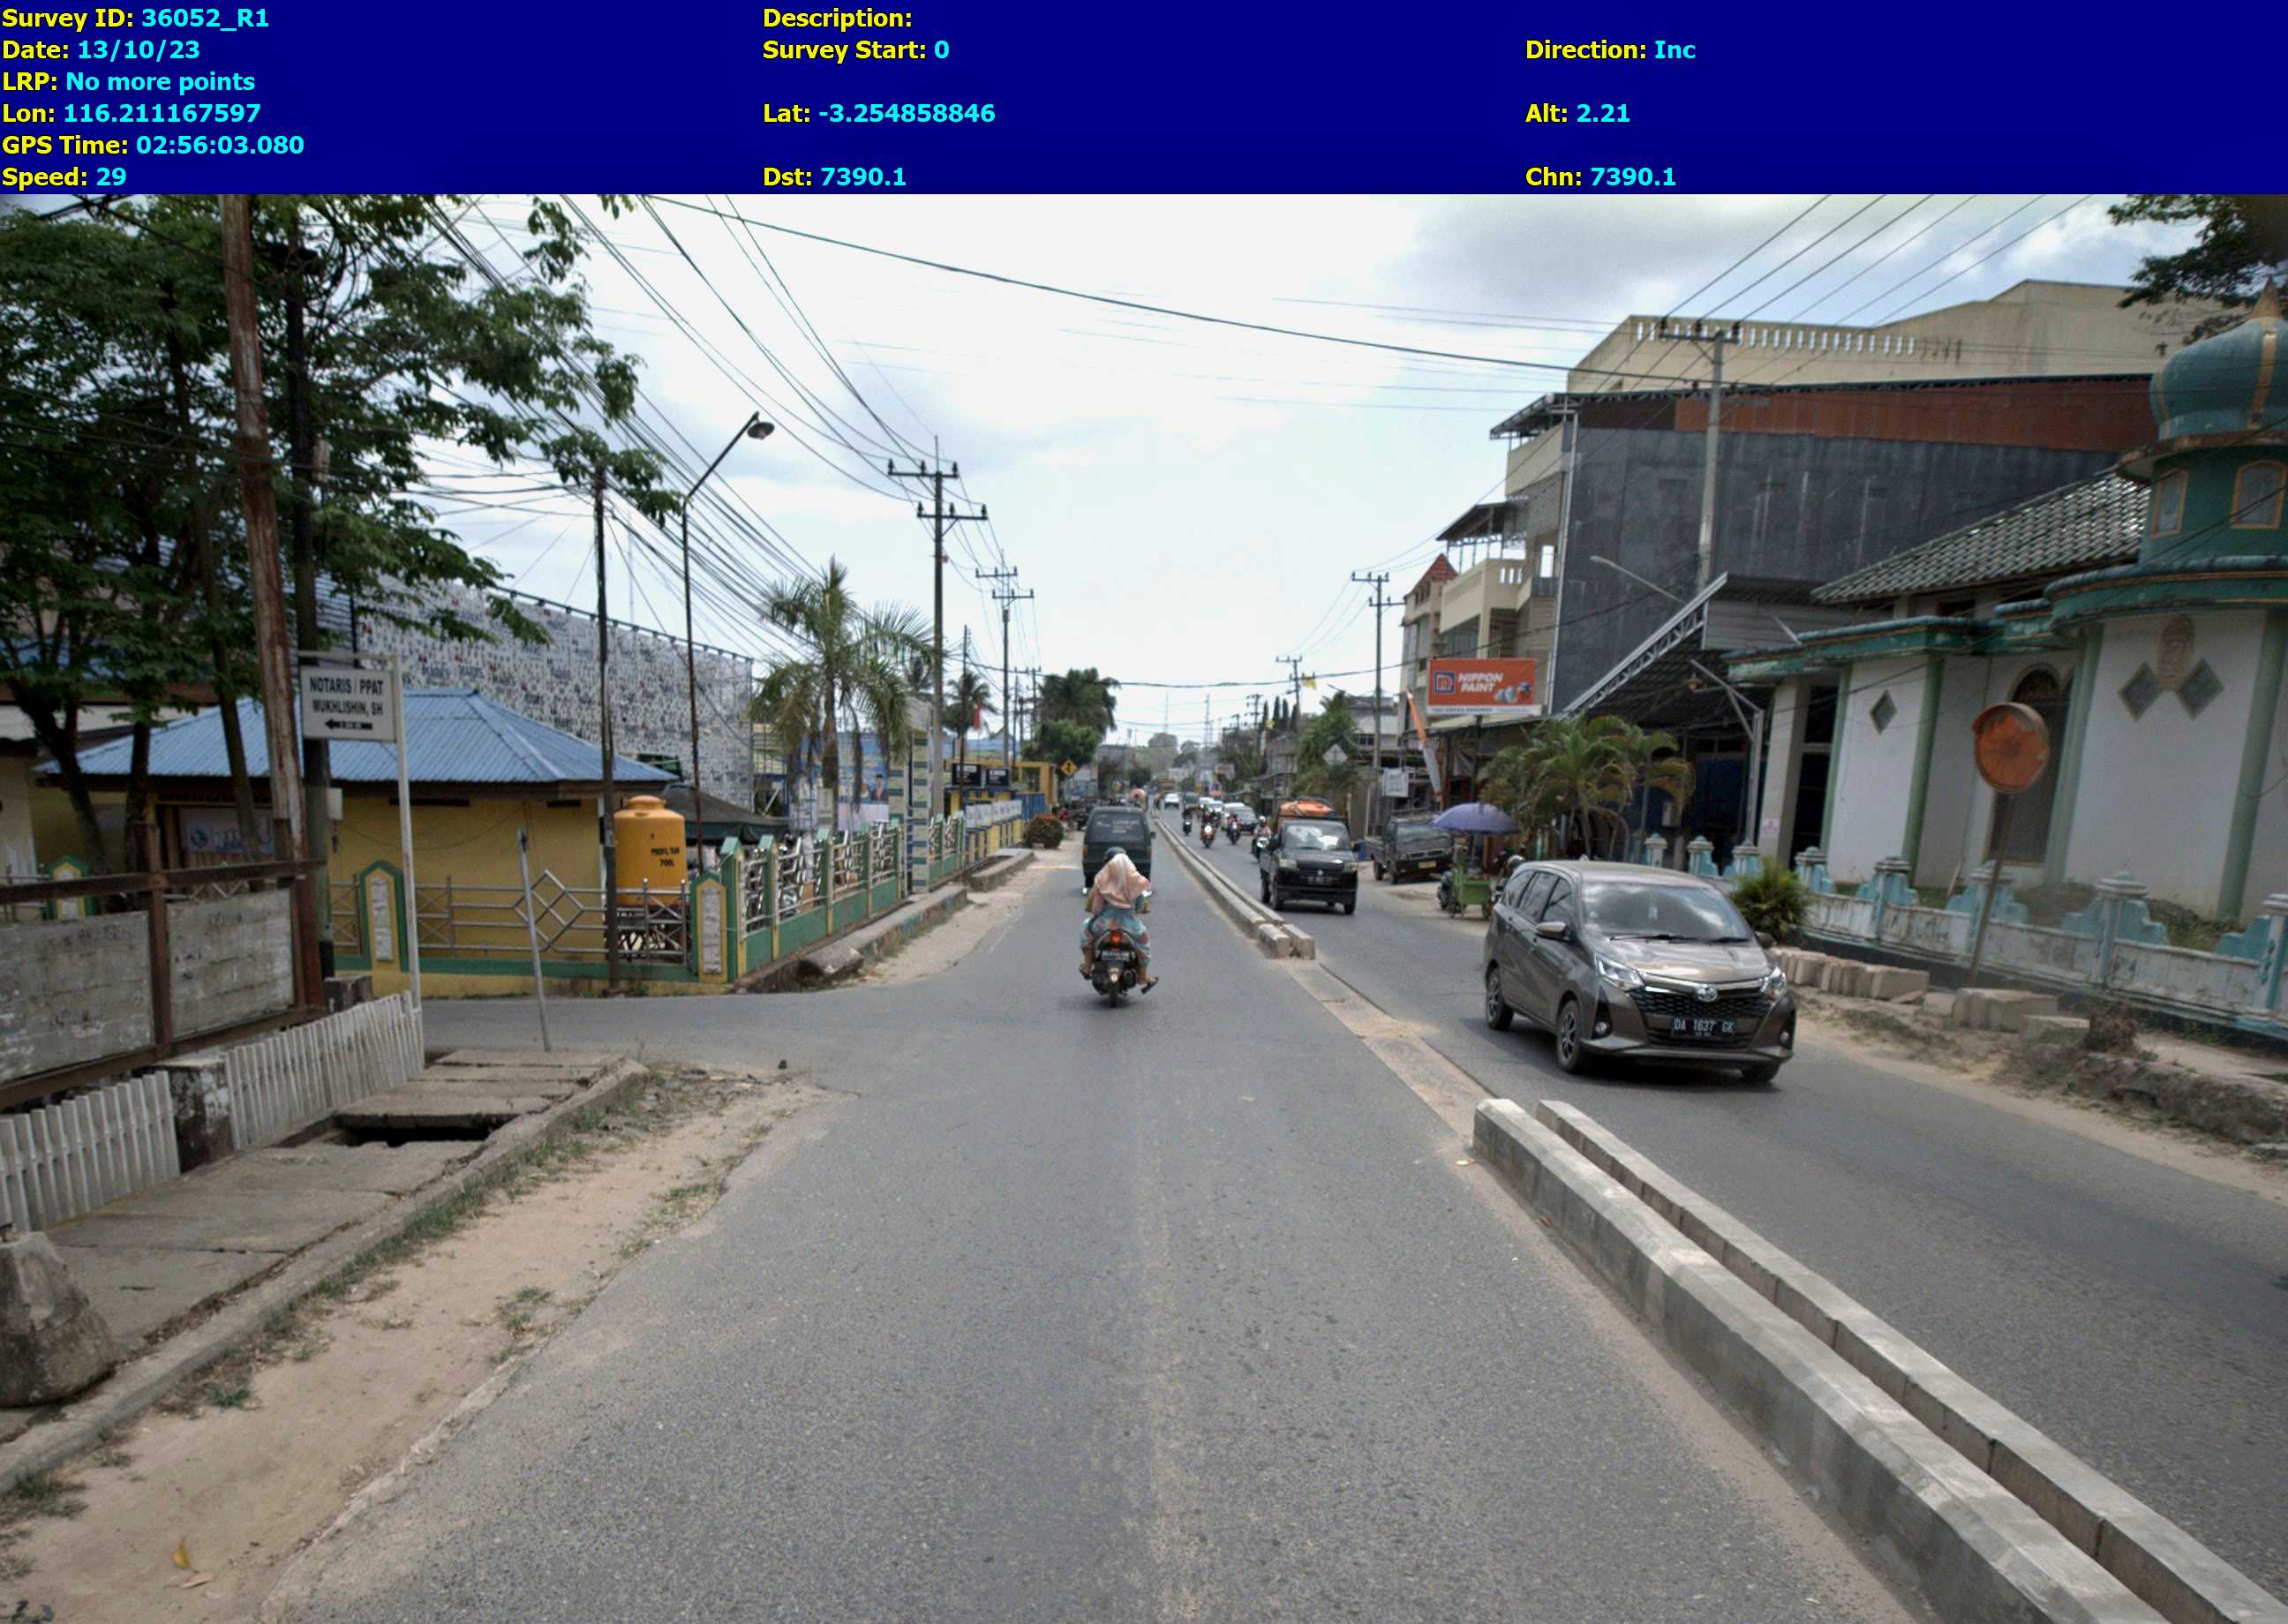 Survey ID: 36052_R1
Description:
Date: 13/10/23
Survey Start: 0
Direction: Inc
LRP: No more points
Lon: 116.211167597
Lat: -3.254858846
Alt: 2.21
GPS Time: 02:56:03.080
Speed: 29
Dst: 7390.1
Chn: 7390.1
NOTARIS / PPAT
MUKHLISHIN, SH
700L
NIPPON
PAINT
DA 1637 GK